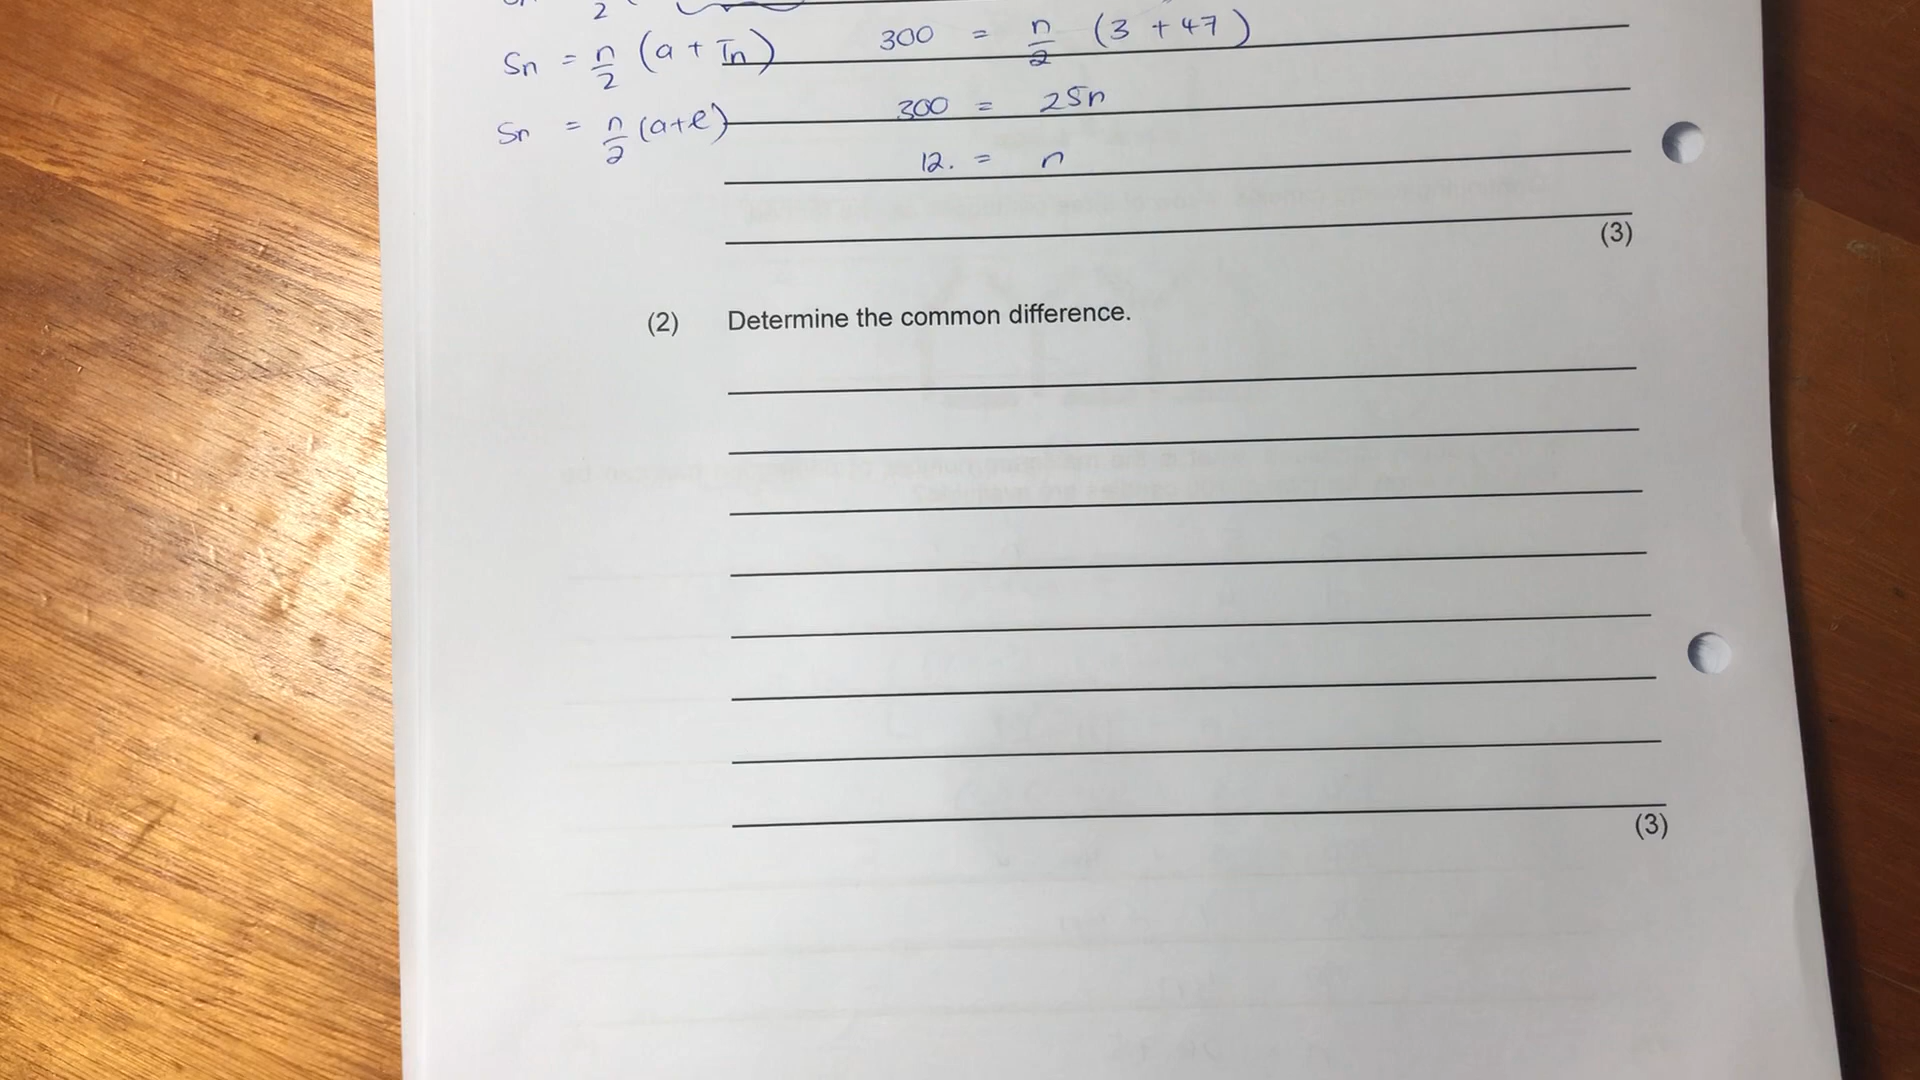 2
Sn = n/2 (a + Tn) 300 = n/2 (3 + 47)
Sn = n/2 (a+l) 300 = 25n
12. = n
(3)
(2) Determine the common difference.
(3)